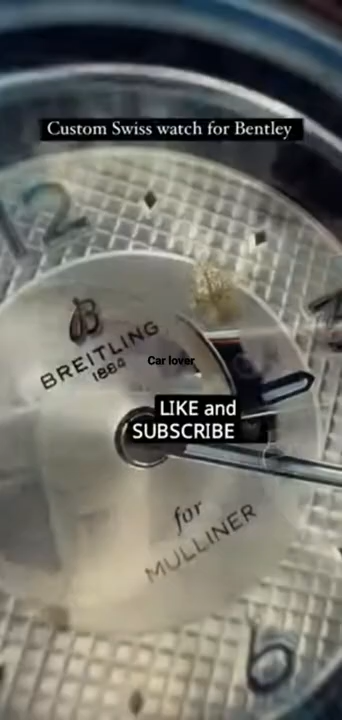 Custom Swiss watch for Bentley
12
B
BREITLING
1884
Car lover
LIKE and
SUBSCRIBE
for
MULLINER
6